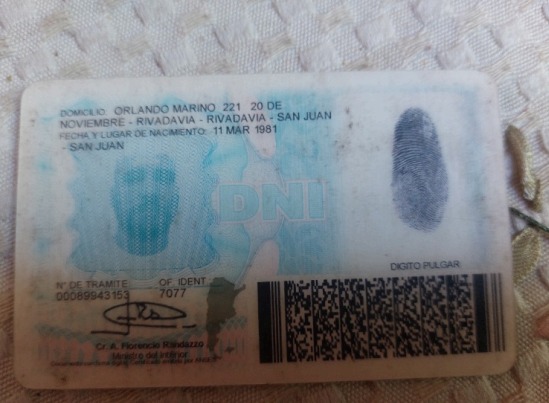 DOMICILIO: ORLANDO MARINO 221 20 DE
NOVIEMBRE - RIVADAVIA - RIVADAVIA - SAN JUAN
FECHA Y LUGAR DE NACIMIENTO: 11 MAR 1981
- SAN JUAN
DNI
DIGITO PULGAR
N° DE TRAMITE OF. IDENT.
00089943153 7077
Cr. A. Florencio Randazzo
Ministro del Interior